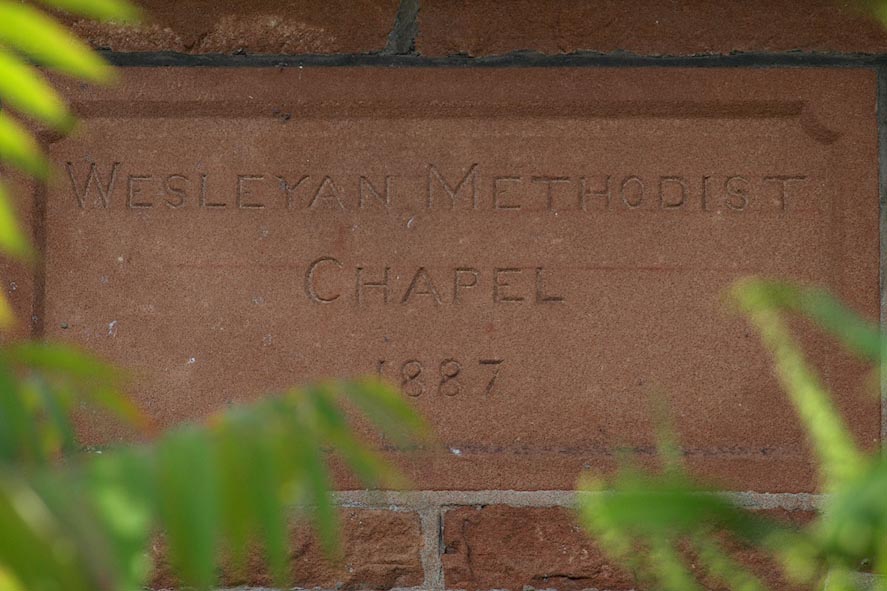 WESLEYAN METHODIST
CHAPEL
1887